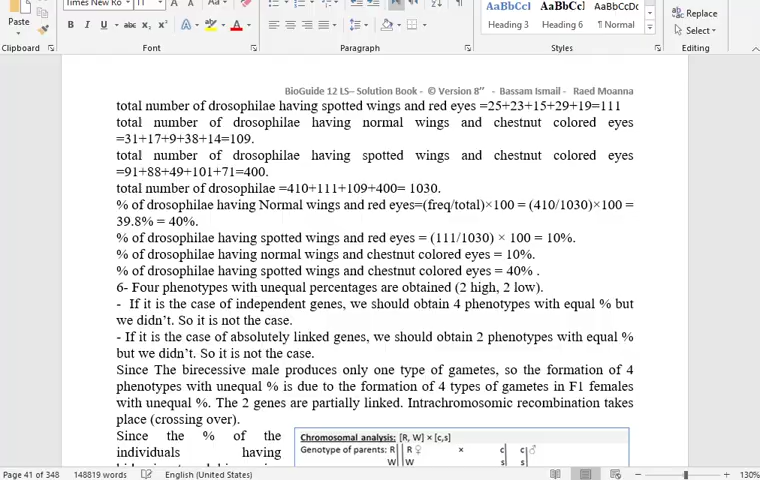 Paste
Times New Ro
11
A
A
Aa
AaBbCcl
AaBbCcl
AaBbCcDc
Heading 3
Heading 6
¶ Normal
Replace
Select
B I U abc x₂ x² A ab A
Clipboard
Font
Paragraph
Styles
Editing
BioGuide 12 LS– Solution Book - © Version 8” - Bassam Ismail - Raed Moanna
total number of drosophilae having spotted wings and red eyes =25+23+15+29+19=111
total number of drosophilae having normal wings and chestnut colored eyes
=31+17+9+38+14=109.
total number of drosophilae having spotted wings and chestnut colored eyes
=91+88+49+101+71=400.
total number of drosophilae =410+111+109+400= 1030.
% of drosophilae having Normal wings and red eyes=(freq/total)×100 = (410/1030)×100 =
39.8% = 40%.
% of drosophilae having spotted wings and red eyes = (111/1030) × 100 = 10%.
% of drosophilae having normal wings and chestnut colored eyes = 10%.
% of drosophilae having spotted wings and chestnut colored eyes = 40% .
6- Four phenotypes with unequal percentages are obtained (2 high, 2 low).
- If it is the case of independent genes, we should obtain 4 phenotypes with equal % but
we didn’t. So it is not the case.
- If it is the case of absolutely linked genes, we should obtain 2 phenotypes with equal %
but we didn’t. So it is not the case.
Since The birecessive male produces only one type of gametes, so the formation of 4
phenotypes with unequal % is due to the formation of 4 types of gametes in F1 females
with unequal %. The 2 genes are partially linked. Intrachromosomic recombination takes
place (crossing over).
Since the % of the
individuals having
Chromosomal analysis: [R, W] × [c,s]
Genotype of parents: R R ♀ × c c ♂
W W s s
Page 41 of 348
148819 words
English (United States)
130%